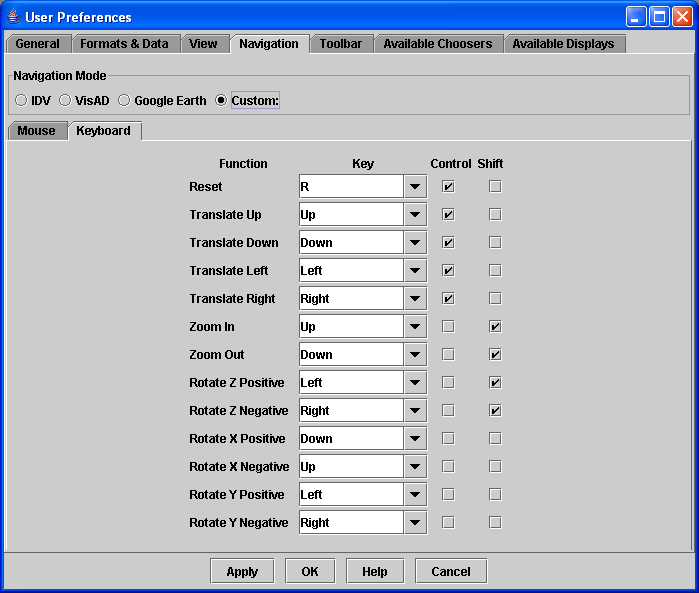 User Preferences
General Formats & Data View Navigation Toolbar Available Choosers Available Displays
Navigation Mode
IDV VisAD Google Earth Custom:
Mouse Keyboard
Function Key Control Shift
Reset R
Translate Up Up
Translate Down Down
Translate Left Left
Translate Right Right
Zoom In Up
Zoom Out Down
Rotate Z Positive Left
Rotate Z Negative Right
Rotate X Positive Down
Rotate X Negative Up
Rotate Y Positive Left
Rotate Y Negative Right
Apply OK Help Cancel